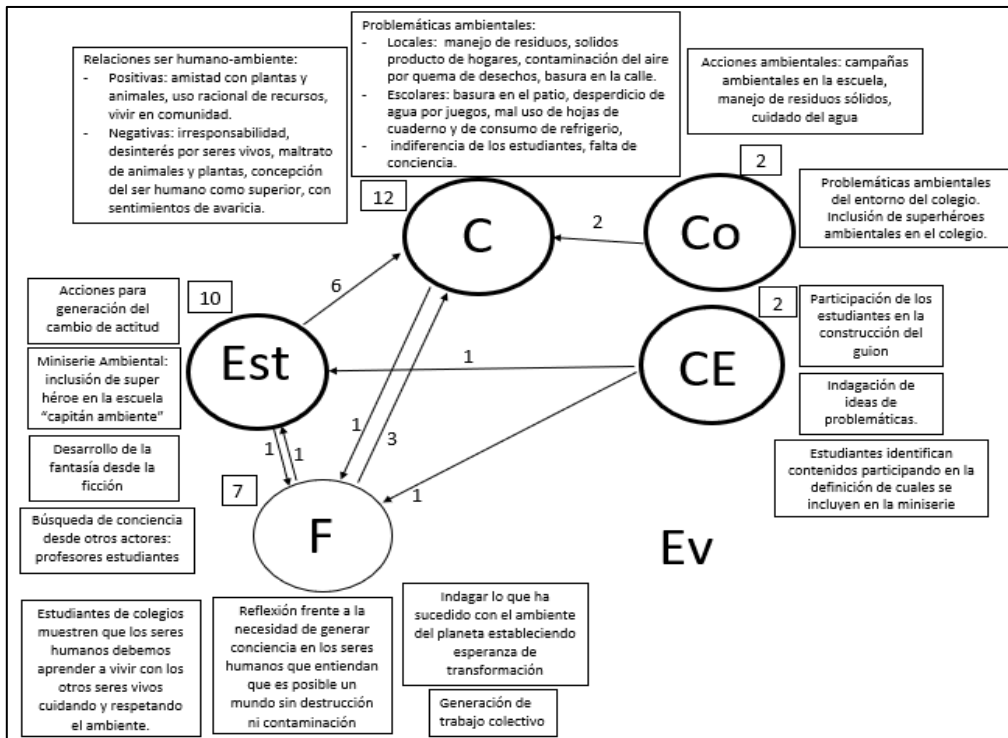 Relaciones ser humano-ambiente:
- Positivas: amistad con plantas y
animales, uso racional de recursos,
vivir en comunidad.
- Negativas: irresponsabilidad,
desinterés por seres vivos, maltrato
de animales y plantas, concepción
del ser humano como superior, con
sentimientos de avaricia.
Problemáticas ambientales:
- Locales: manejo de residuos, solidos
producto de hogares, contaminación del aire
por quema de desechos, basura en la calle.
- Escolares: basura en el patio, desperdicio de
agua por juegos, mal uso de hojas de
cuaderno y de consumo de refrigerio,
- indiferencia de los estudiantes, falta de
conciencia.
Acciones ambientales: campañas
ambientales en la escuela,
manejo de residuos sólidos,
cuidado del agua
2
12
C
2
Co
Problemáticas ambientales
del entorno del colegio.
Inclusión de superhéroes
ambientales en el colegio.
6
10
Est
Acciones para
generación del
cambio de actitud
Miniserie Ambiental:
inclusión de super
héroe en la escuela
“capitán ambiente”
Desarrollo de la
fantasía desde la
ficción
Búsqueda de conciencia
desde otros actores:
profesores estudiantes
1
2
CE
Participación de los
estudiantes en la
construcción del
guion
Indagación de
ideas de
problemáticas.
Estudiantes identifican
contenidos participando en la
definición de cuales se
incluyen en la miniserie
1
1
1
3
1
7
F
Ev
Estudiantes de colegios
muestren que los seres
humanos debemos
aprender a vivir con los
otros seres vivos
cuidando y respetando
el ambiente.
Reflexión frente a la
necesidad de generar
conciencia en los seres
humanos que entiendan
que es posible un
mundo sin destrucción
ni contaminación
Indagar lo que ha
sucedido con el ambiente
del planeta estableciendo
esperanza de
transformación
Generación de
trabajo colectivo